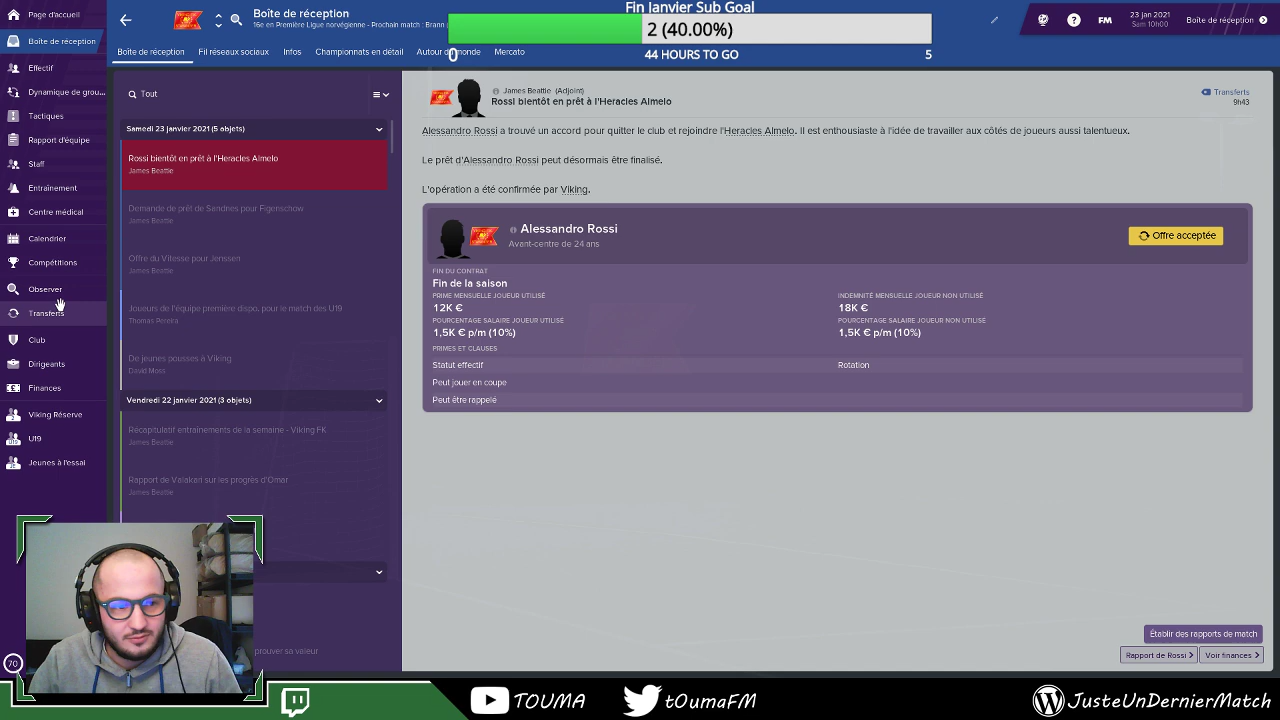 Page d'accueil
Boîte de réception
Effectif
Dynamique de grou...
Tactiques
Rapport d'équipe
Staff
Entraînement
Centre médical
Calendrier
Compétitions
Observer
Transferts
Club
Dirigeants
Finances
Viking Réserve
U19
Jeunes à l'essai
Boîte de réception
16e en Première Ligue norvégienne - Prochain match : Brann
Fin Janvier Sub Goal
2 (40.00%)
0
44 HOURS TO GO
5
FM
23 jan 2021
Sam 10h00
Boîte de réception
Boîte de réception
Fil réseaux sociaux
Infos
Championnats en détail
Autour du monde
Mercato
Tout
Samedi 23 janvier 2021 (5 objets)
Rossi bientôt en prêt à l'Heracles Almelo
James Beattie
Demande de prêt de Sandnes pour Figenschow
James Beattie
Offre du Vitesse pour Jenssen
James Beattie
Joueurs de l'équipe première dispo. pour le match des U19
Thomas Pereira
De jeunes pousses à Viking
David Moss
Vendredi 22 janvier 2021 (3 objets)
Récapitulatif entraînements de la semaine - Viking FK
James Beattie
Rapport de Valakari sur les progrès d'Omar
James Beattie
prouver sa valeur
James Beattie (Adjoint)
Rossi bientôt en prêt à l'Heracles Almelo
Transferts
9h43
Alessandro Rossi a trouvé un accord pour quitter le club et rejoindre l'Heracles Almelo. Il est enthousiaste à l'idée de travailler aux côtés de joueurs aussi talentueux.
Le prêt d'Alessandro Rossi peut désormais être finalisé.
L'opération a été confirmée par Viking.
Alessandro Rossi
Avant-centre de 24 ans
Offre acceptée
FIN DU CONTRAT
Fin de la saison
PRIME MENSUELLE JOUEUR UTILISÉ
12K €
INDEMNITÉ MENSUELLE JOUEUR NON UTILISÉ
18K €
POURCENTAGE SALAIRE JOUEUR UTILISÉ
1,5K € p/m (10%)
POURCENTAGE SALAIRE JOUEUR NON UTILISÉ
1,5K € p/m (10%)
PRIMES ET CLAUSES
Statut effectif
Rotation
Peut jouer en coupe
Peut être rappelé
Établir des rapports de match
Rapport de Rossi
Voir finances
70
TOUMA
tOumaFM
JusteUnDernierMatch